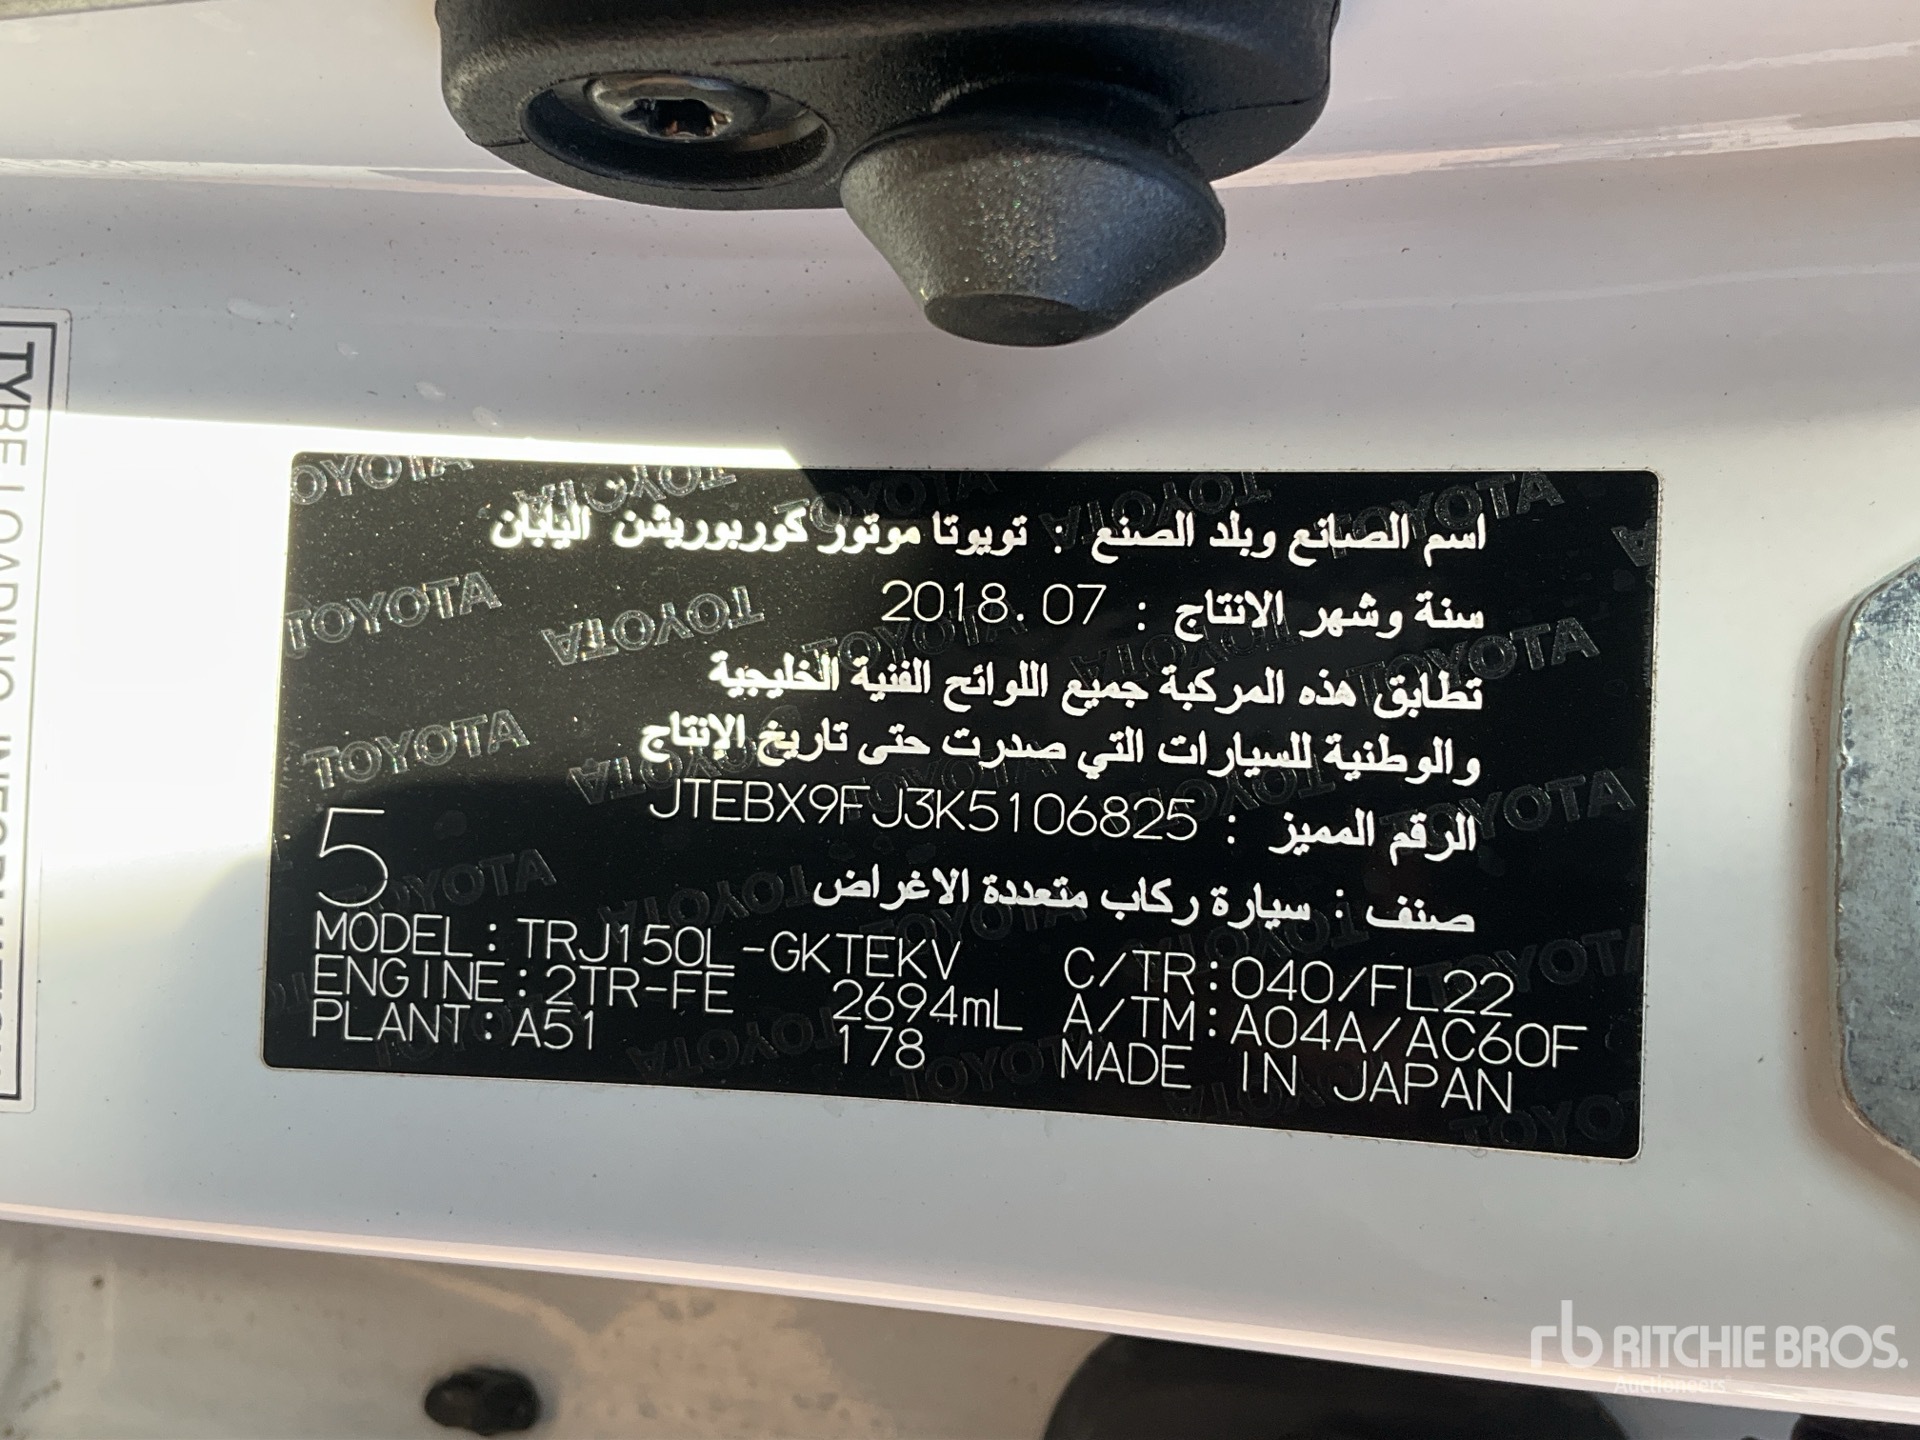 اسم الصانع وبلد الصنع : تويوتا موتور كوربوريشن اليابان
سنة وشهر الانتاج : 2018.07
تطابق هذه المركبة جميع اللوائح الفنية الخليجية
والوطنية للسيارات التي صدرت حتى تاريخ الإنتاج
الرقم المميز : JTEBX9FJ3K5106825
صنف : سيارة ركاب متعددة الاغراض
5
MODEL: TRJ150L-GKTEKV C/TR: 040/FL22
ENGINE: 2TR-FE 2694mL A/TM: A04A/AC60F
PLANT: A51 178 MADE IN JAPAN
TOYOTA
rb RITCHIE BROS.
Auctioneers